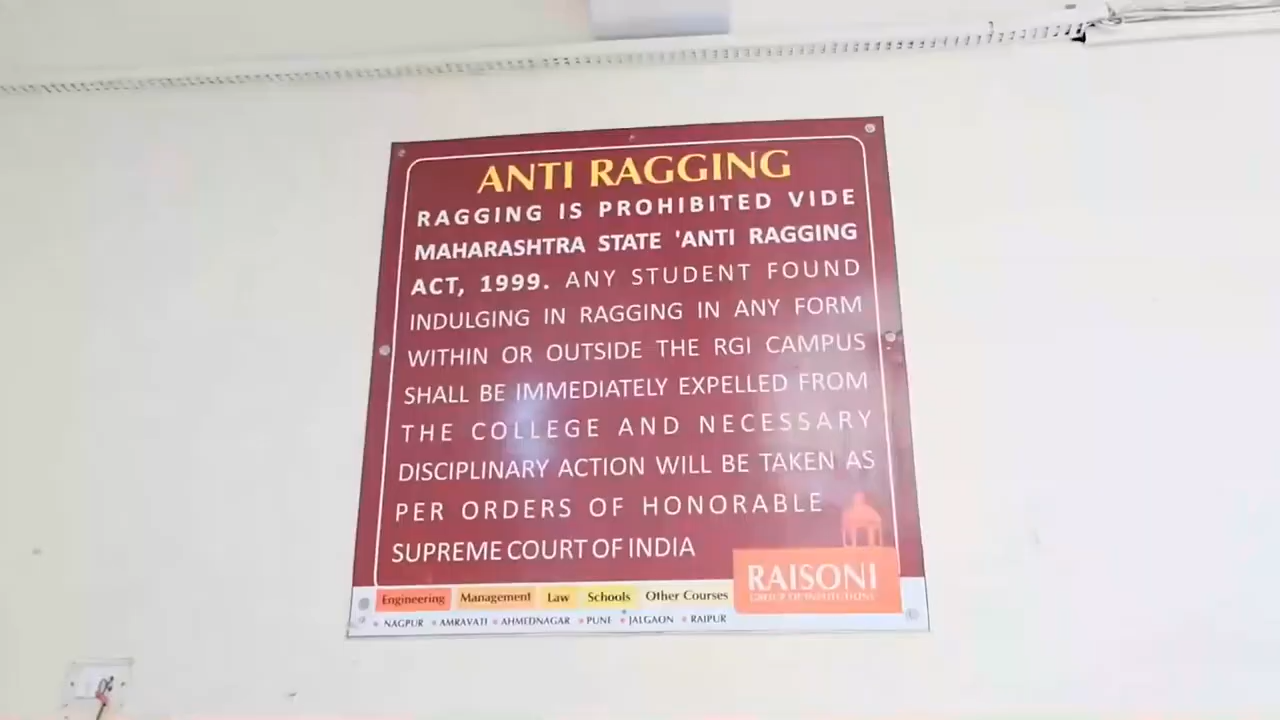 ANTI RAGGING
RAGGING IS PROHIBITED VIDE
MAHARASHTRA STATE 'ANTI RAGGING
ACT, 1999. ANY STUDENT FOUND
INDULGING IN RAGGING IN ANY FORM
WITHIN OR OUTSIDE THE RGI CAMPUS
SHALL BE IMMEDIATELY EXPELLED FROM
THE COLLEGE AND NECESSARY
DISCIPLINARY ACTION WILL BE TAKEN AS
PER ORDERS OF HONORABLE
SUPREME COURT OF INDIA
RAISONI
GROUP OF INSTITUTIONS
Engineering Management Law Schools Other Courses
NAGPUR AMRAVATI AHMEDNAGAR PUNE JALGAON RAIPUR